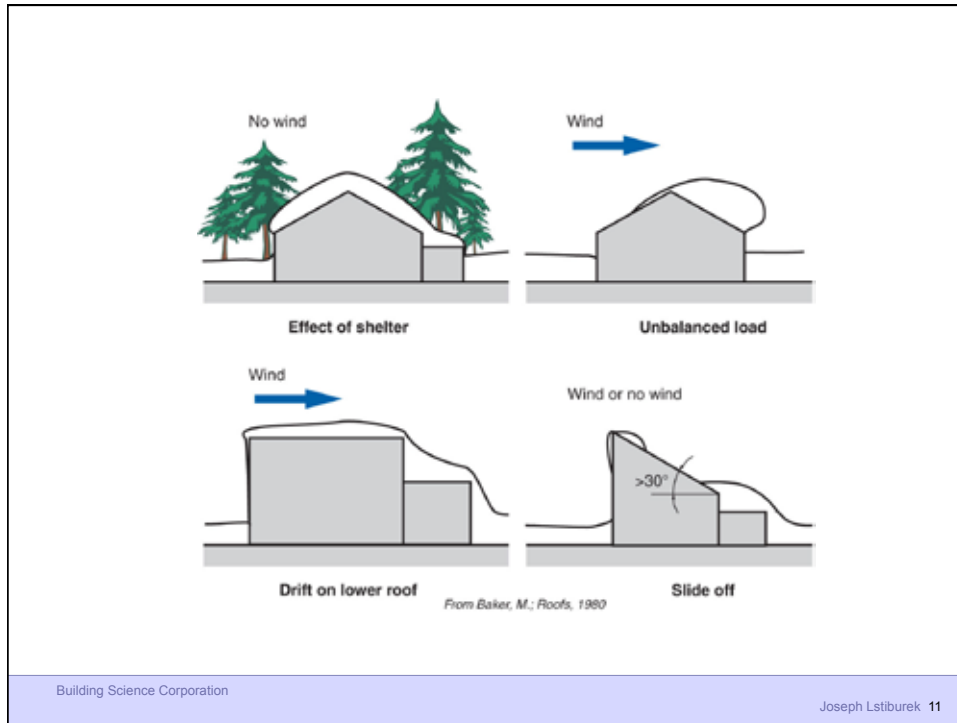 No wind
Effect of shelter
Wind
Unbalanced load
Wind
Drift on lower roof
Wind or no wind
>30°
Slide off
From Baker, M.; Roofs, 1980
Building Science Corporation
Joseph Lstiburek 11